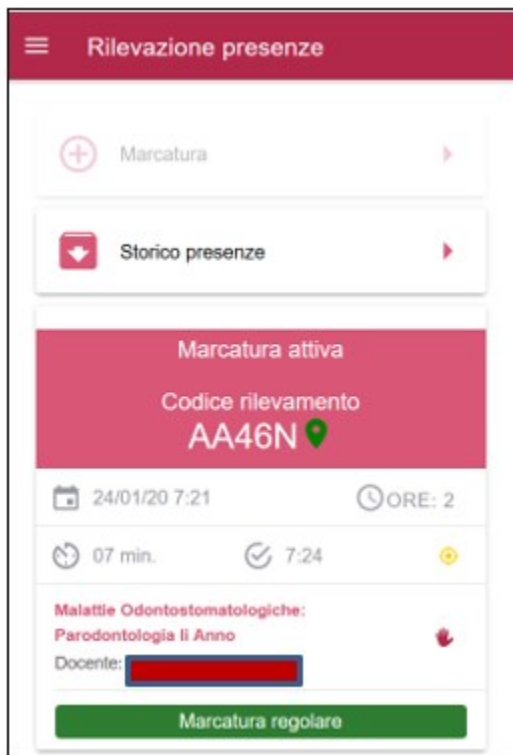 Rilevazione presenze
Marcatura
Storico presenze
Marcatura attiva
Codice rilevamento
AA46N
24/01/20 7:21 ORE: 2
07 min. 7:24
Malattie Odontostomatologiche:
Parodontologia Ii Anno
Docente:
Marcatura regolare